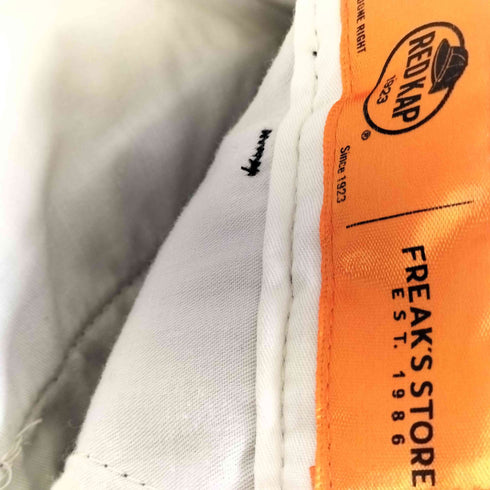 RED KAP
1923
®
Since 1923
FREAK'S STORE
EST. 1986